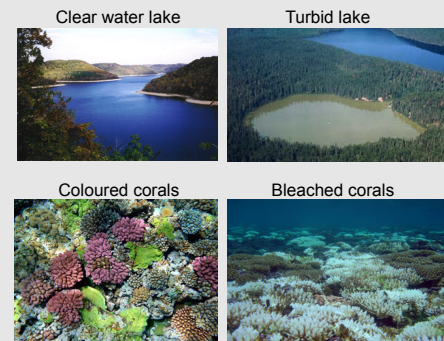 Clear water lake
Turbid lake
Coloured corals
Bleached corals